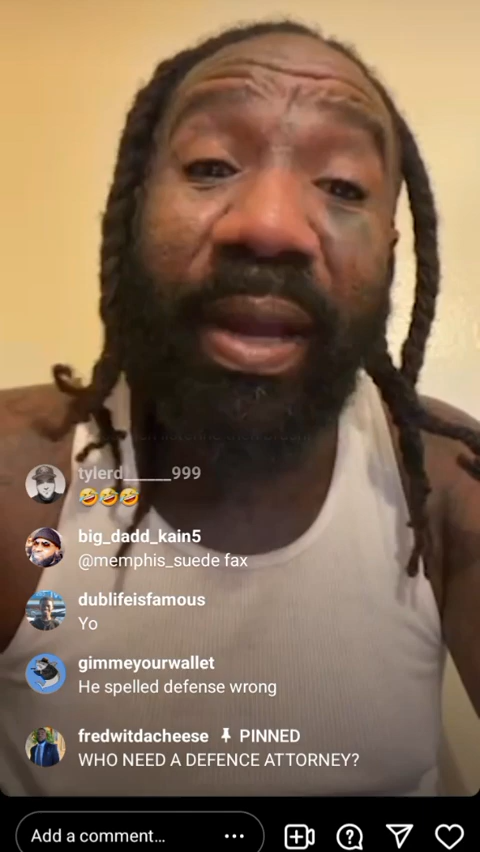 tylerd_____999
🤣🤣🤣
big_dadd_kain5
@memphis_suede fax
dublifeisfamous
Yo
gimmeyourwallet
He spelled defense wrong
fredwitdacheese PINNED
WHO NEED A DEFENCE ATTORNEY?
Add a comment...